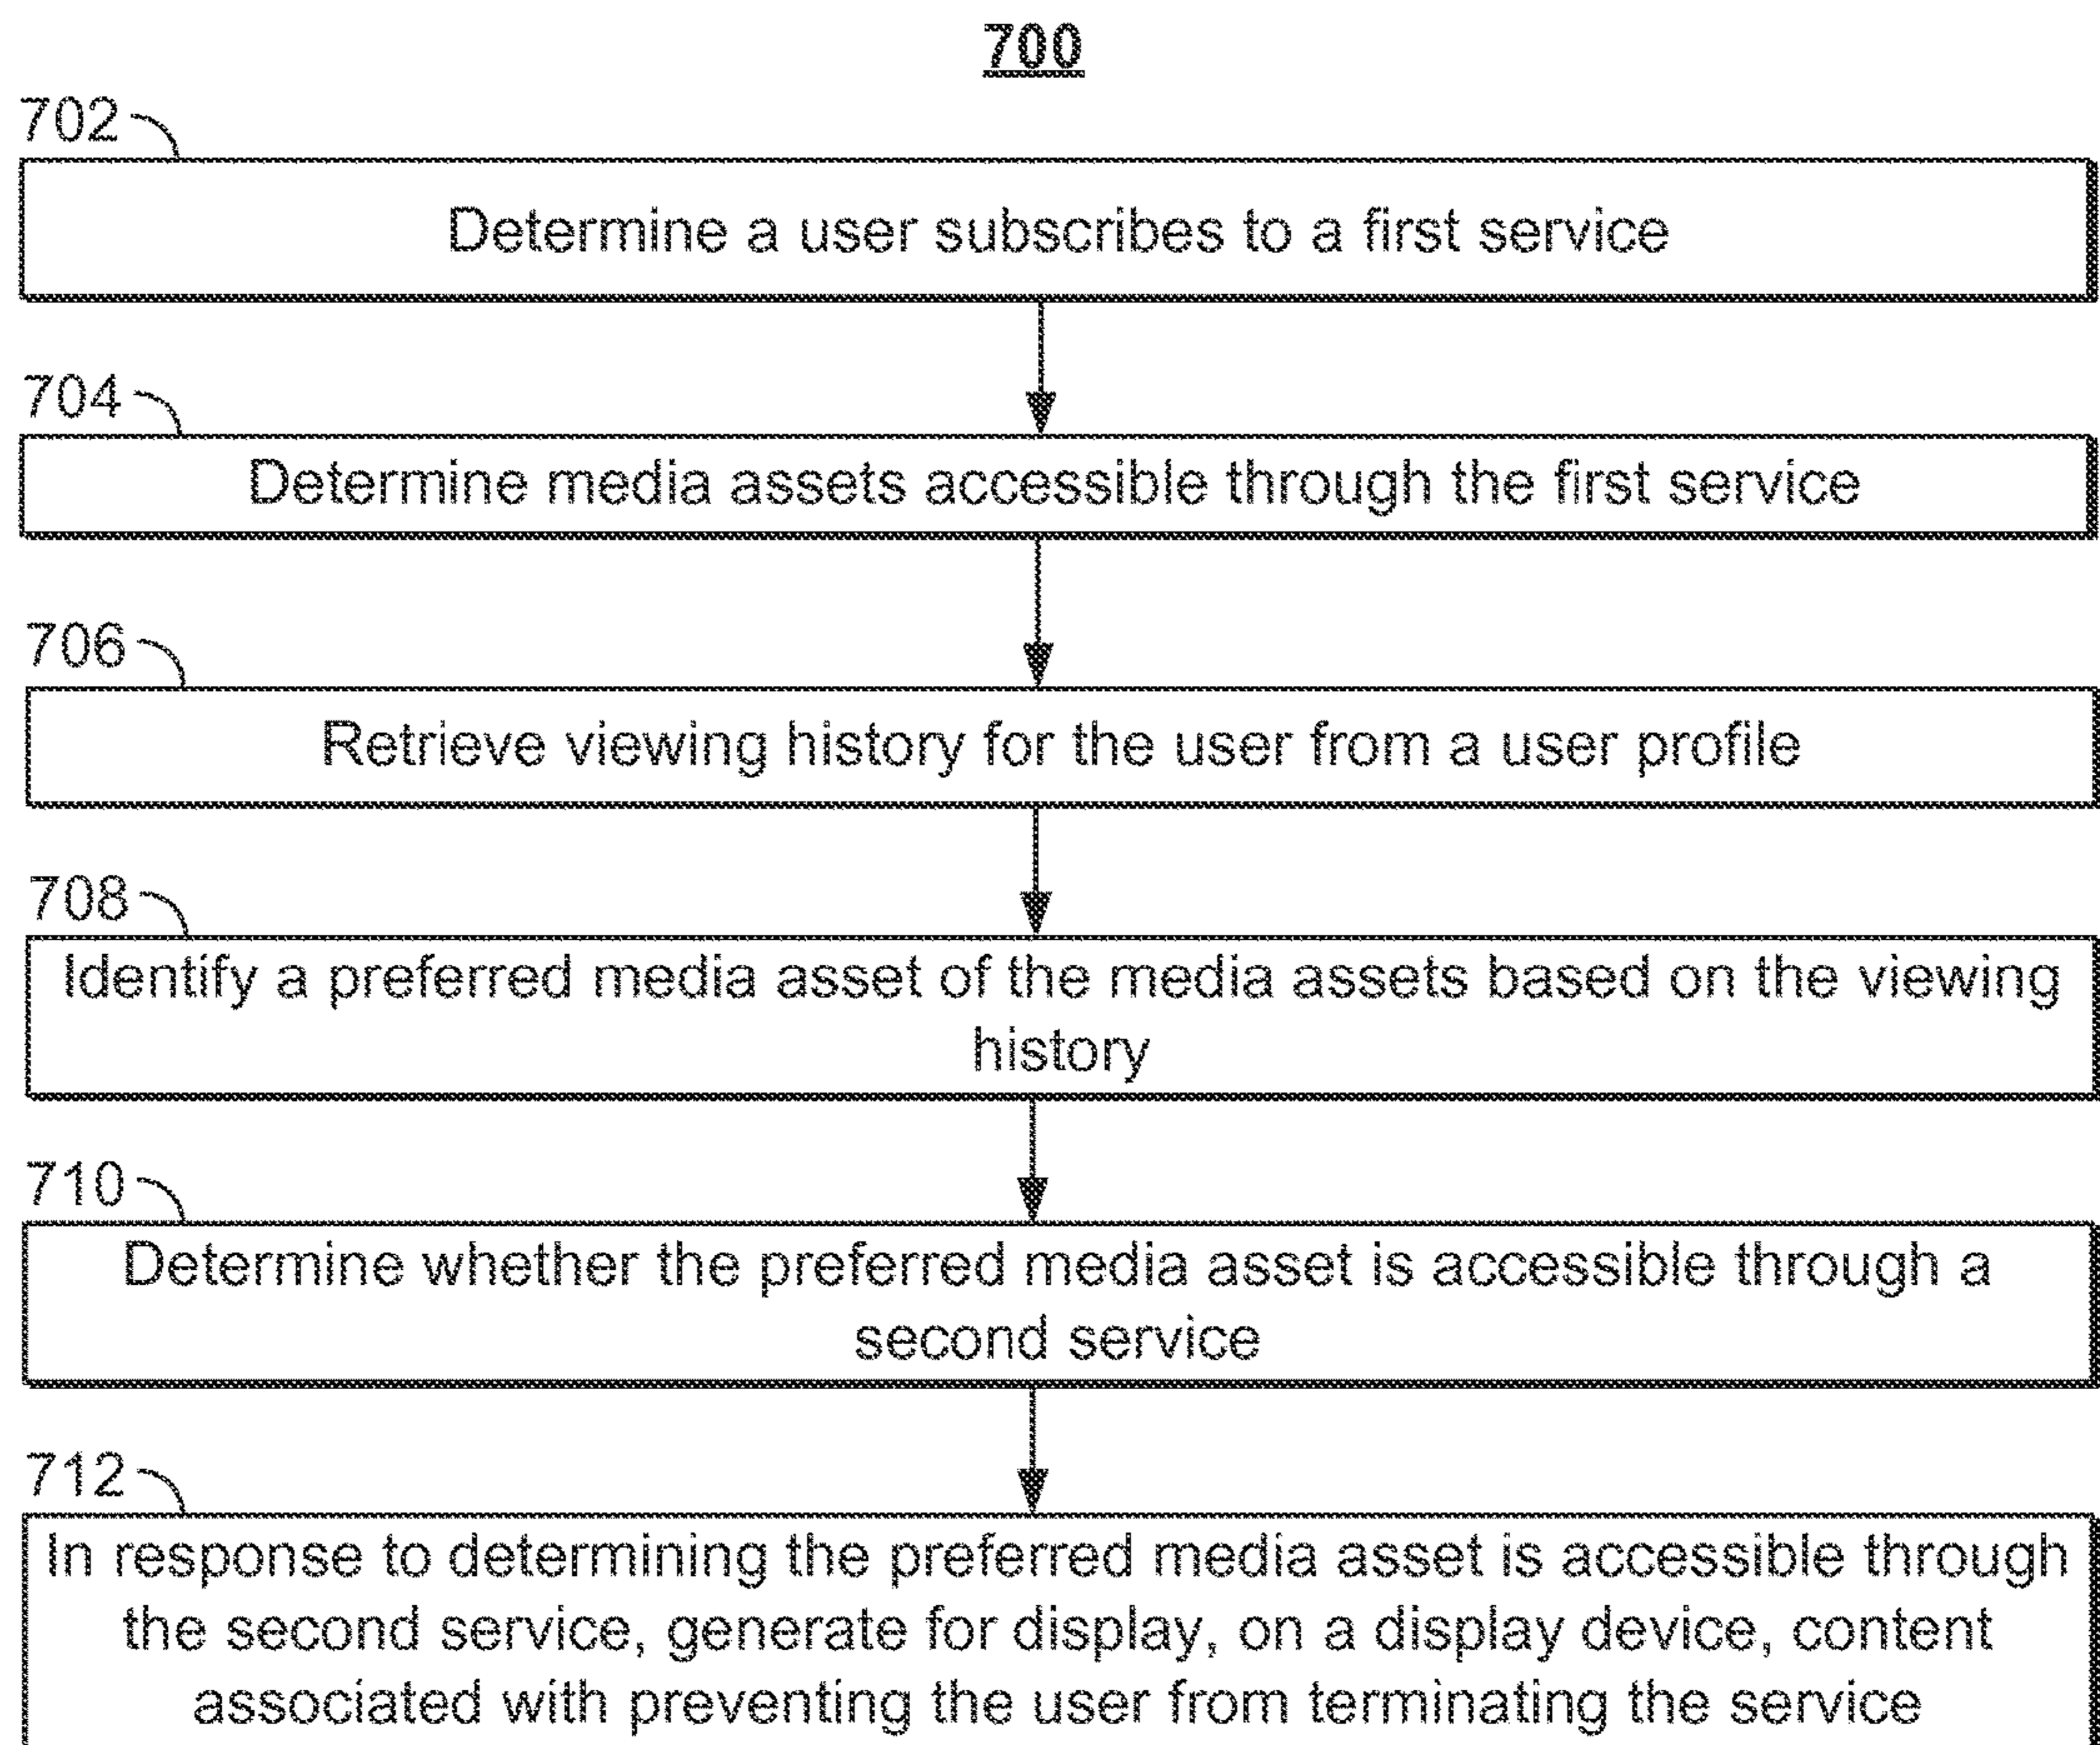 700
702
Determine a user subscribes to a first service
704
Determine media assets accessible through the first service
706
Retrieve viewing history for the user from a user profile
708
Identify a preferred media asset of the media assets based on the viewing
history
710
Determine whether the preferred media asset is accessible through a
second service
712
In response to determining the preferred media asset is accessible through
the second service, generate for display, on a display device, content
associated with preventing the user from terminating the service